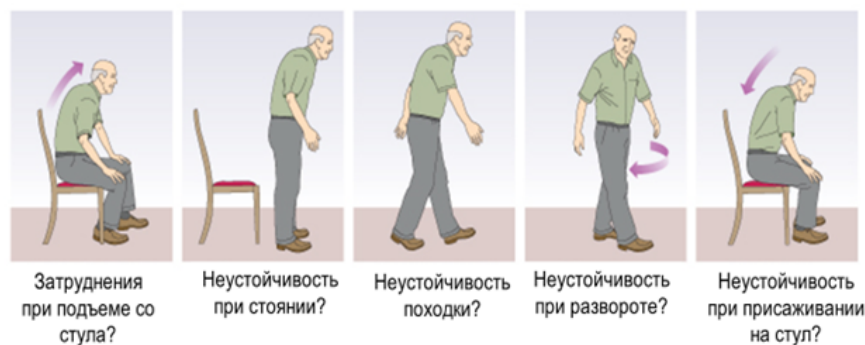 Затруднения
при подъеме со
стула?
Неустойчивость
при стоянии?
Неустойчивость
походки?
Неустойчивость
при развороте?
Неустойчивость
при присаживании
на стул?